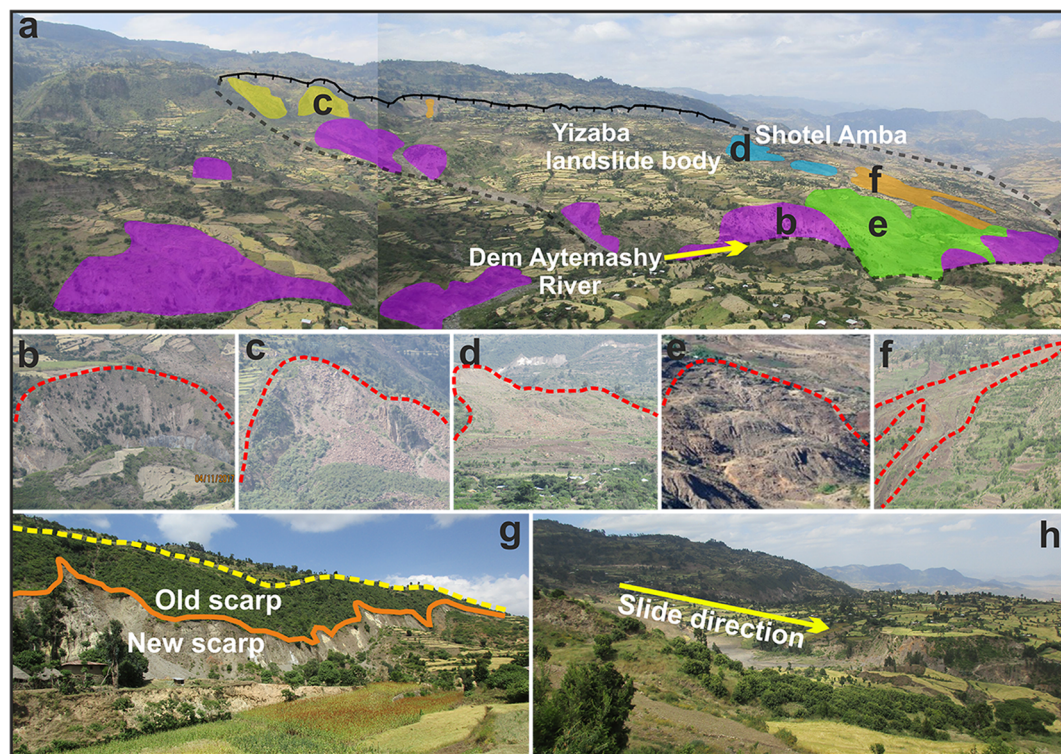 a
c
Yizaba
landslide body
Shotel Amba
d
f
b
e
Dem Aytemashy
River
b
c
d
e
f
g
Old scarp
New scarp
h
Slide direction